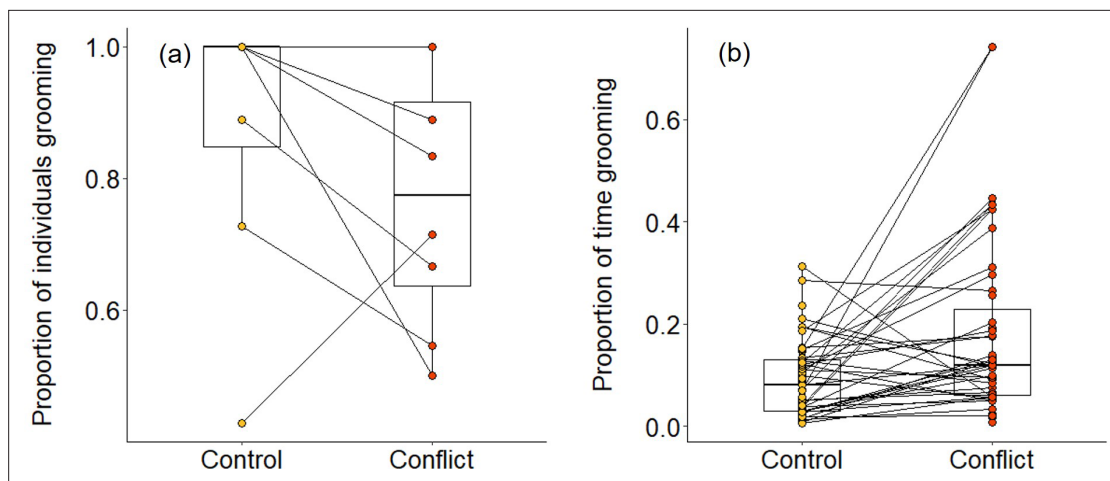 (a)
Proportion of individuals grooming
1.0
0.8
0.6
Control
Conflict
(b)
Proportion of time grooming
0.6
0.4
0.2
0.0
Control
Conflict